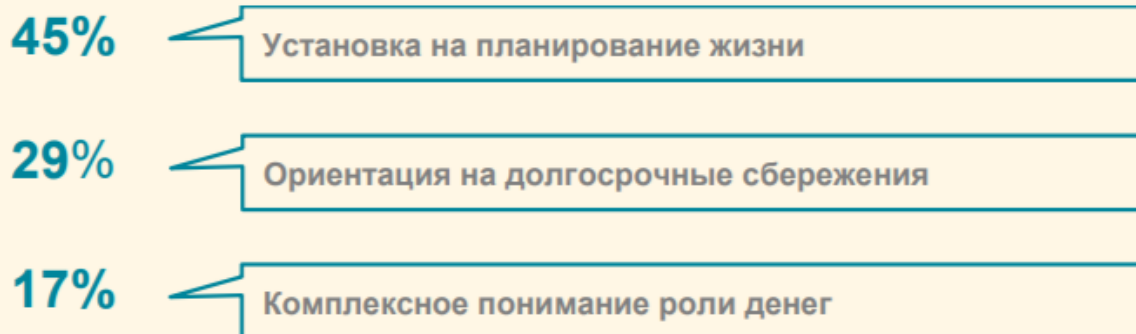 45% Установка на планирование жизни
29% Ориентация на долгосрочные сбережения
17% Комплексное понимание роли денег